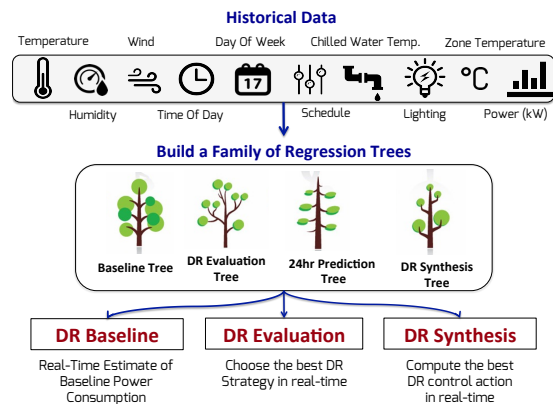 Historical Data
Temperature Wind Day Of Week Chilled Water Temp. Zone Temperature
17 °C
Humidity Time Of Day Schedule Lighting Power (kW)
Build a Family of Regression Trees
Baseline Tree
DR Evaluation
Tree
24hr Prediction
Tree
DR Synthesis
Tree
DR Baseline
Real-Time Estimate of
Baseline Power
Consumption
DR Evaluation
Choose the best DR
Strategy in real-time
DR Synthesis
Compute the best
DR control action
in real-time